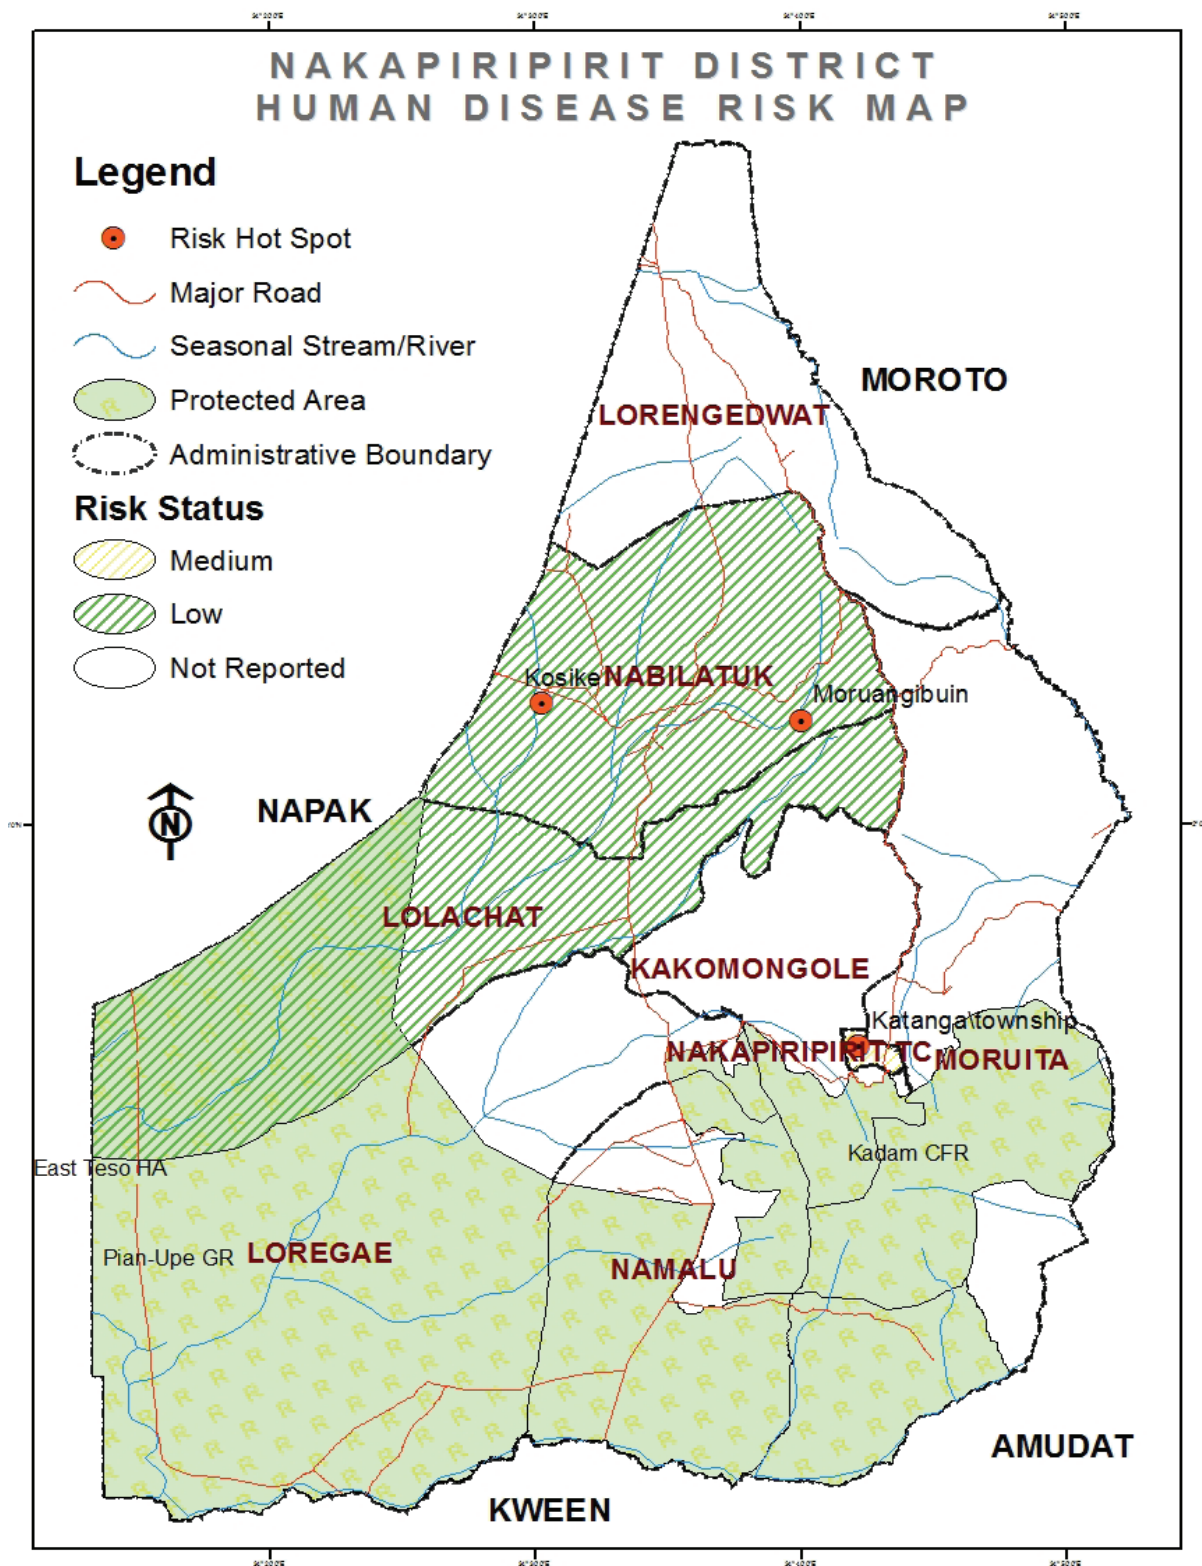 NAKAPIRIPIRIT DISTRICT
HUMAN DISEASE RISK MAP
Legend
Risk Hot Spot
Major Road
Seasonal Stream/River
Protected Area
Administrative Boundary
Risk Status
Medium
Low
Not Reported
MOROTO
LORENGEDWAT
Kosike
NABILATUK
Moruangibuin
NAPAK
N
LOLACHAT
KAKOMONGOLE
Katanga\township
NAKAPIRIPIRIT TC
MORUITA
Kadam CFR
East Teso HA
Pian-Upe GR
LOREGAE
NAMALU
AMUDAT
KWEEN